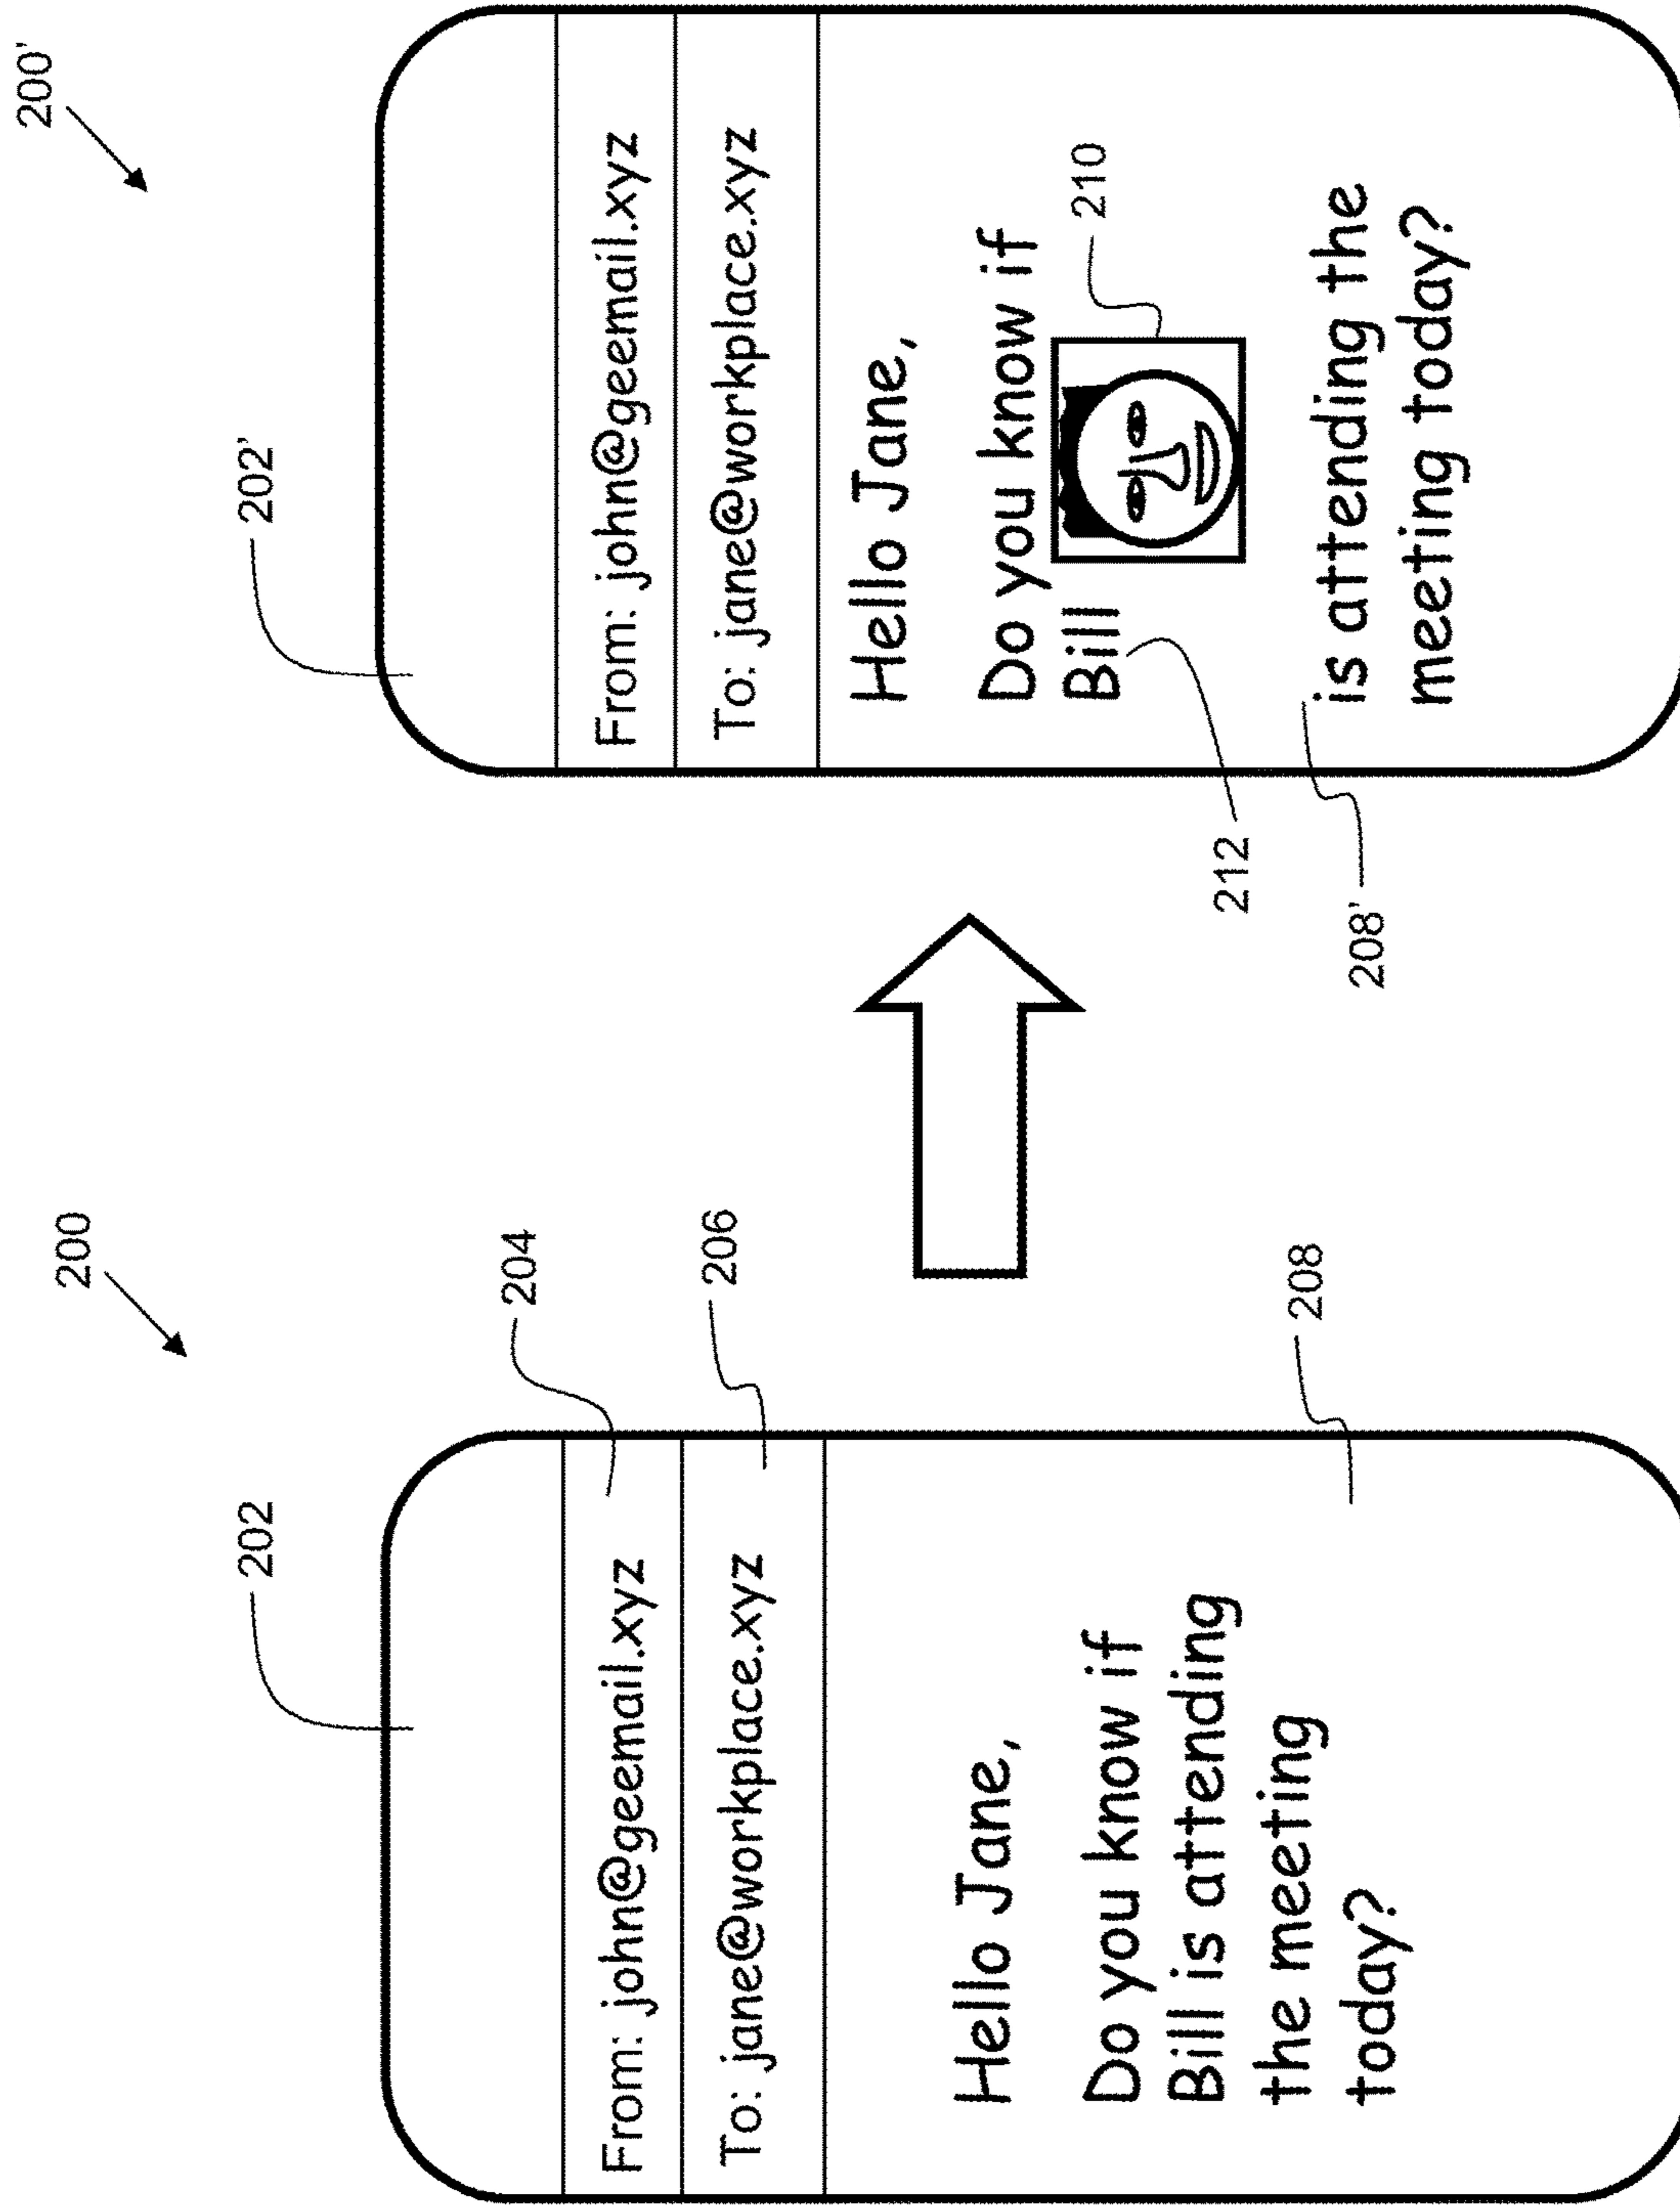 200
202
204
From: john@geemail.xyz
206
To: jane@workplace.xyz
Hello Jane,
Do you know if
Bill is attending
the meeting
today?
208
200'
202'
From: john@geemail.xyz
To: jane@workplace.xyz
Hello Jane,
Do you know if
Bill
210
212
is attending the
meeting today?
208'